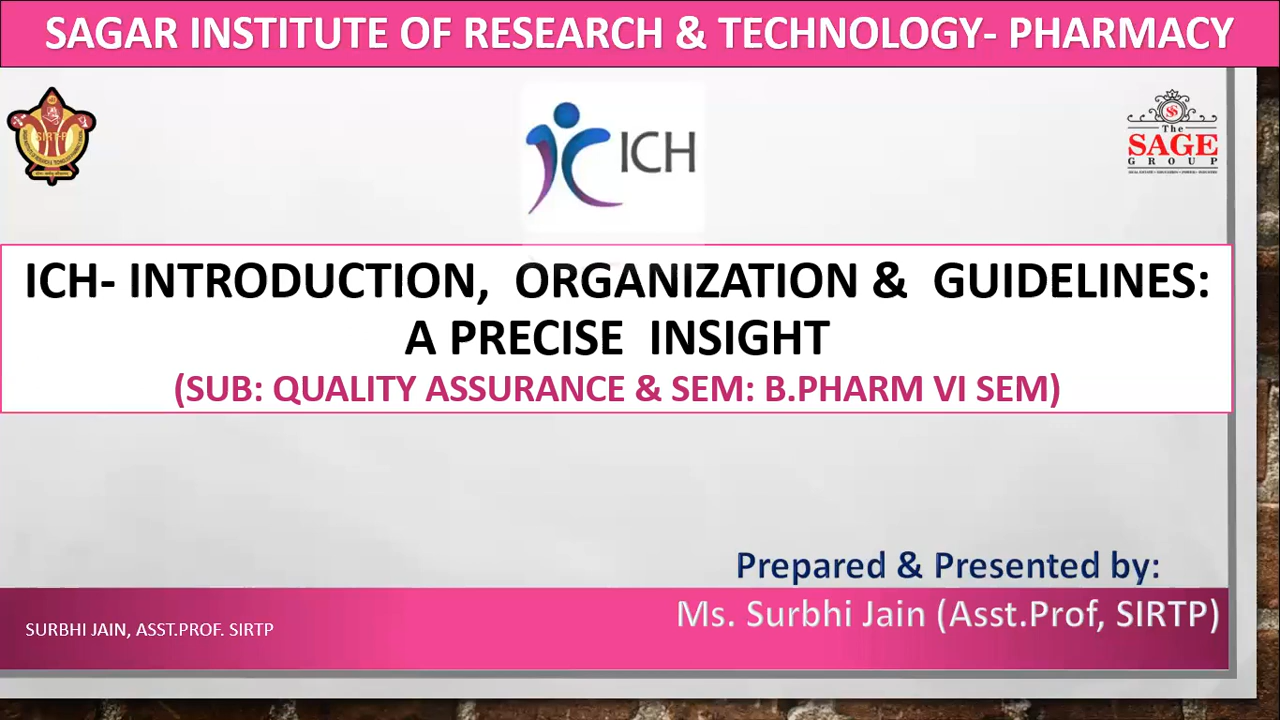 SAGAR INSTITUTE OF RESEARCH & TECHNOLOGY- PHARMACY
SIRT-P
ICH
The
SAGE
GROUP
ICH- INTRODUCTION, ORGANIZATION & GUIDELINES:
A PRECISE INSIGHT
(SUB: QUALITY ASSURANCE & SEM: B.PHARM VI SEM)
Prepared & Presented by:
Ms. Surbhi Jain (Asst.Prof, SIRTP)
SURBHI JAIN, ASST.PROF. SIRTP